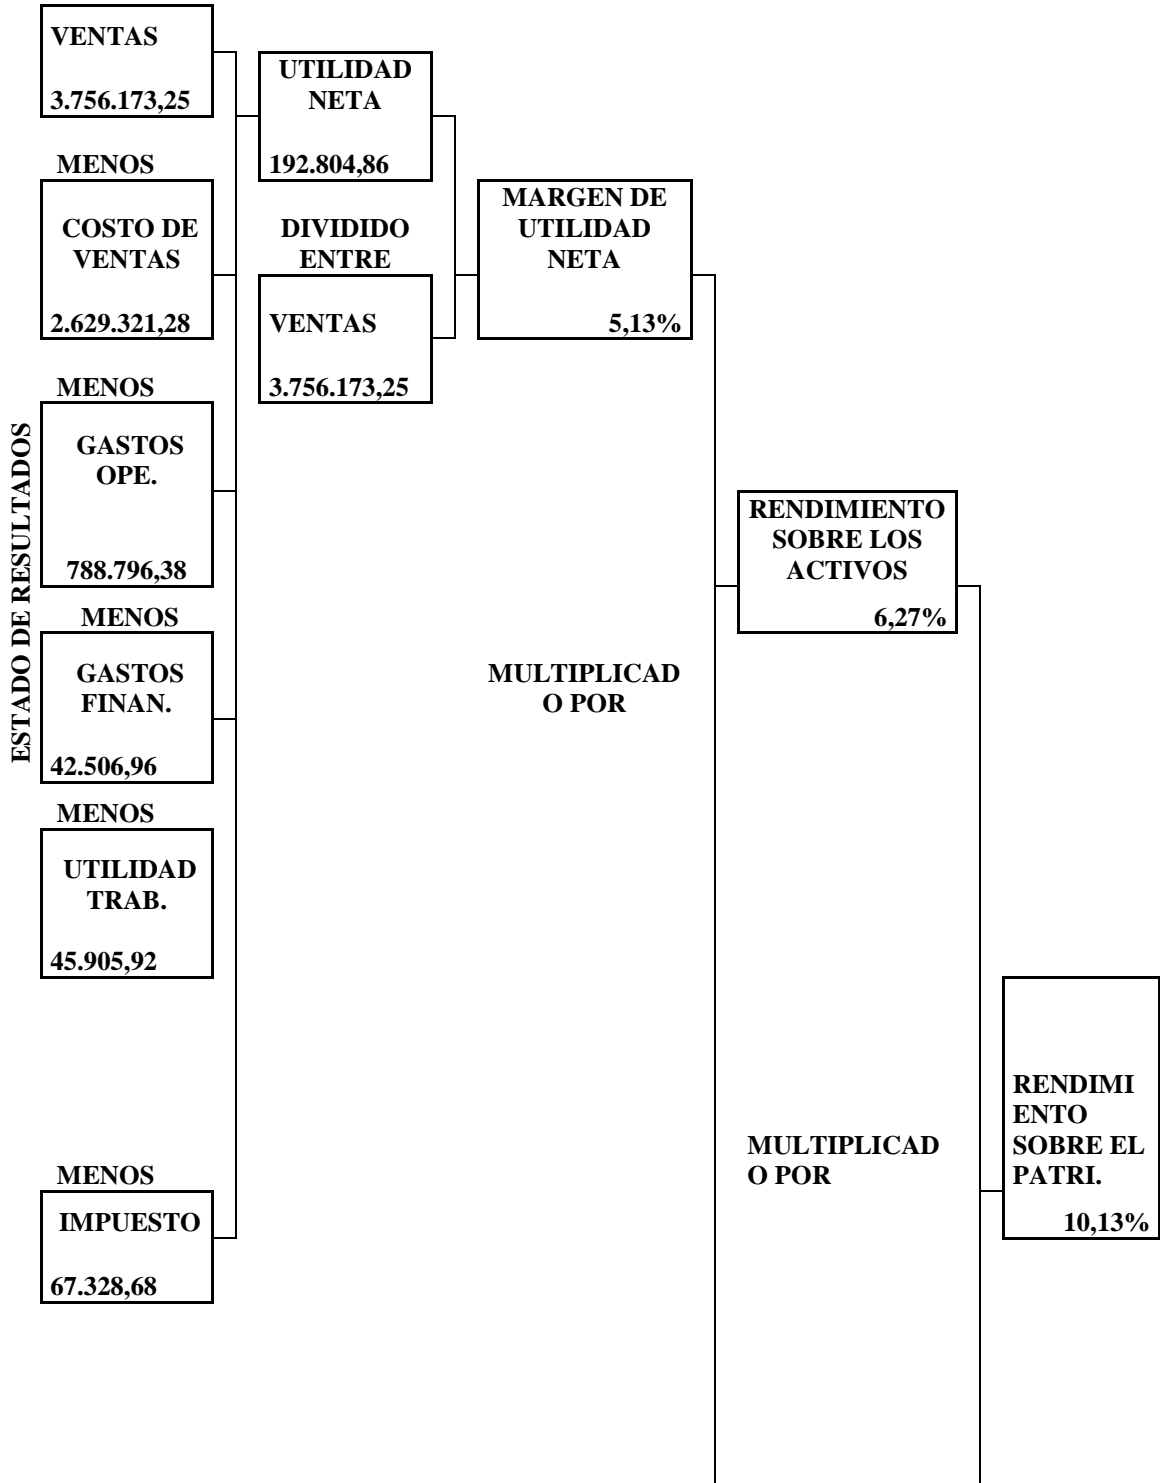 VENTAS
3.756.173,25
MENOS
COSTO DE
VENTAS
2.629.321,28
MENOS
GASTOS
OPE.
788.796,38
MENOS
GASTOS
FINAN.
42.506,96
MENOS
UTILIDAD
TRAB.
45.905,92
MENOS
IMPUESTO
67.328,68
ESTADO DE RESULTADOS
UTILIDAD
NETA
192.804,86
DIVIDIDO
ENTRE
VENTAS
3.756.173,25
MARGEN DE
UTILIDAD
NETA
5,13%
MULTIPLICAD
O POR
RENDIMIENTO
SOBRE LOS
ACTIVOS
6,27%
MULTIPLICAD
O POR
RENDIMI
ENTO
SOBRE EL
PATRI.
10,13%